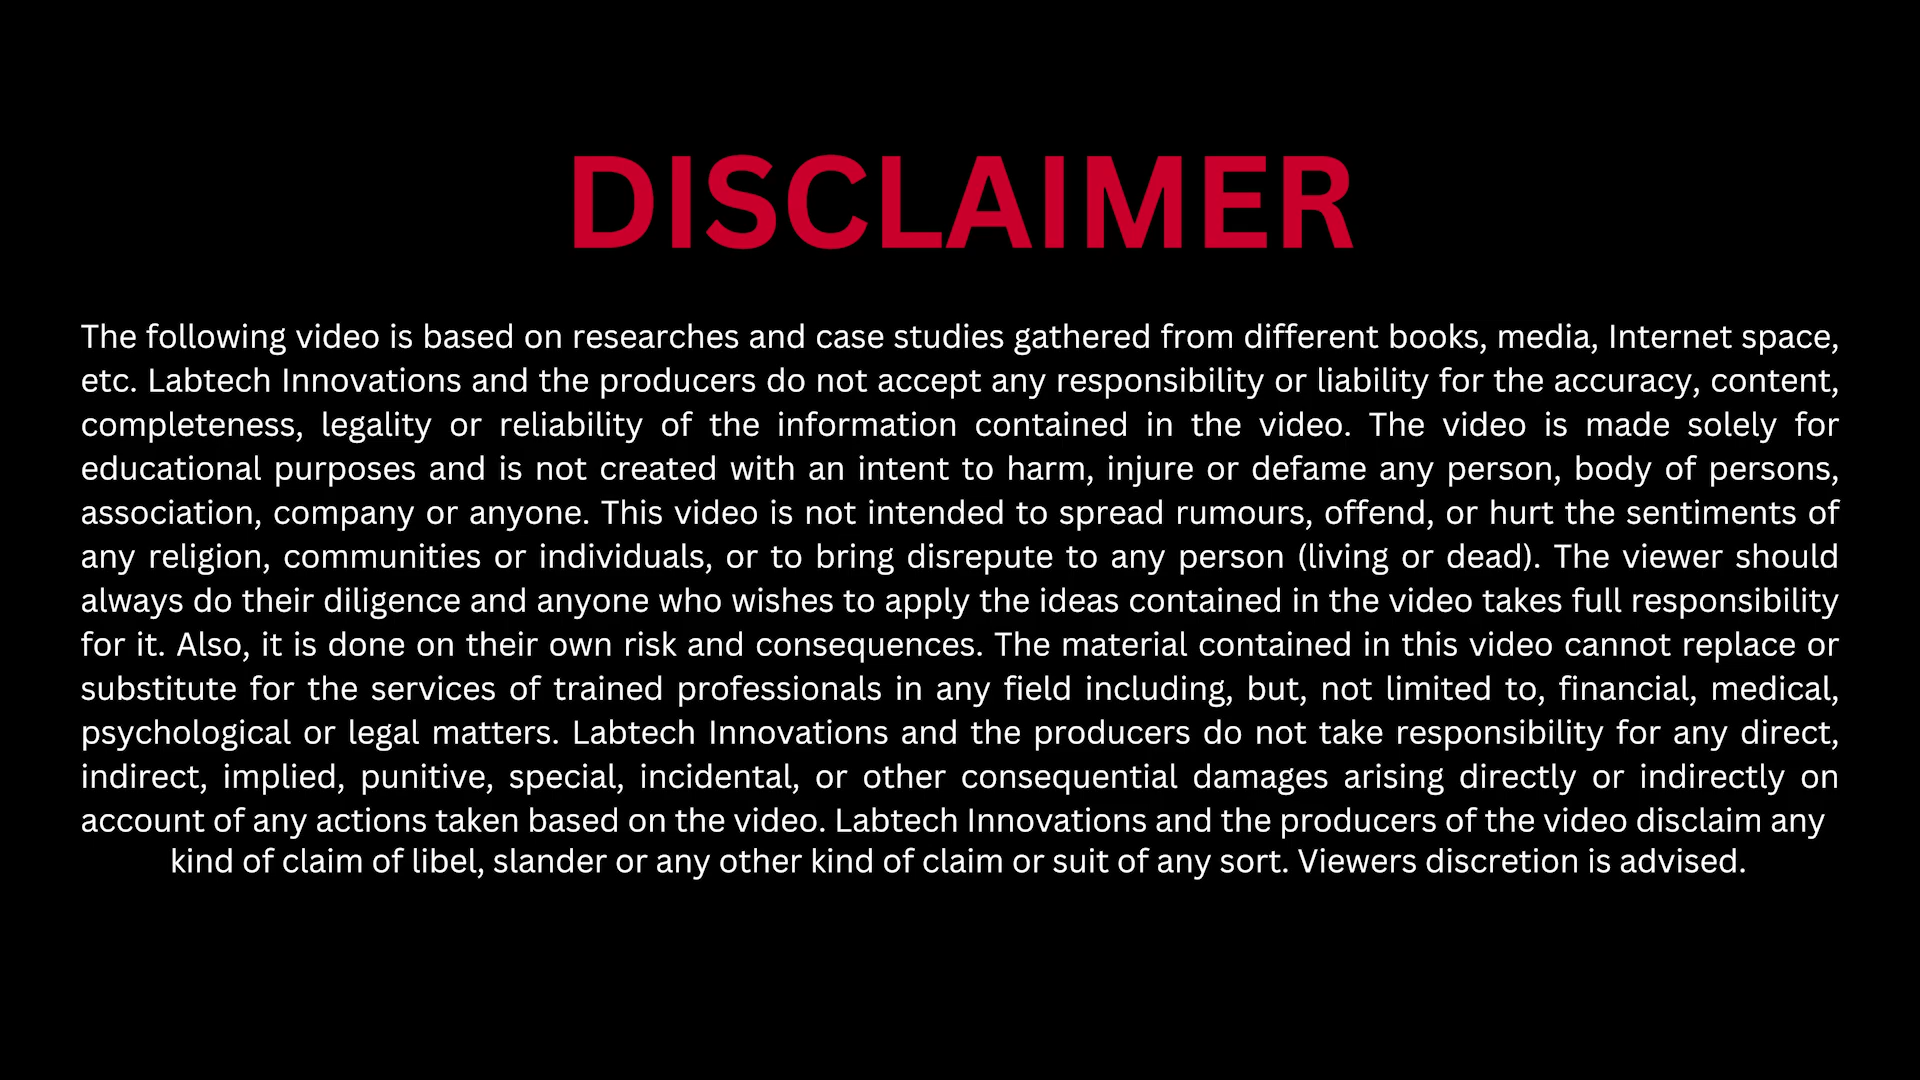 DISCLAIMER
The following video is based on researches and case studies gathered from different books, media, Internet space,
etc. Labtech Innovations and the producers do not accept any responsibility or liability for the accuracy, content,
completeness, legality or reliability of the information contained in the video. The video is made solely for
educational purposes and is not created with an intent to harm, injure or defame any person, body of persons,
association, company or anyone. This video is not intended to spread rumours, offend, or hurt the sentiments of
any religion, communities or individuals, or to bring disrepute to any person (living or dead). The viewer should
always do their diligence and anyone who wishes to apply the ideas contained in the video takes full responsibility
for it. Also, it is done on their own risk and consequences. The material contained in this video cannot replace or
substitute for the services of trained professionals in any field including, but, not limited to, financial, medical,
psychological or legal matters. Labtech Innovations and the producers do not take responsibility for any direct,
indirect, implied, punitive, special, incidental, or other consequential damages arising directly or indirectly on
account of any actions taken based on the video. Labtech Innovations and the producers of the video disclaim any
kind of claim of libel, slander or any other kind of claim or suit of any sort. Viewers discretion is advised.